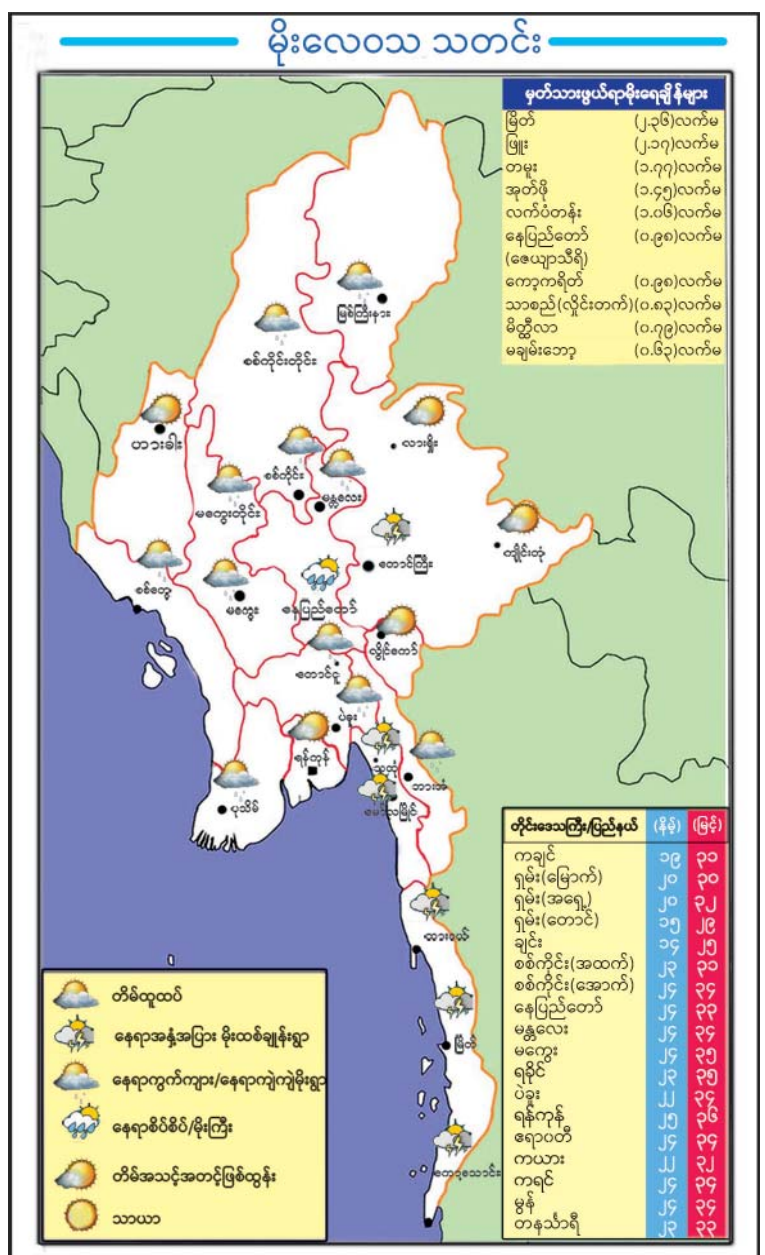 မိုးလေဝသ သတင်း
မှတ်သားဖွယ်ရာမိုးရေချိန်များ
မြိတ် (၂.၃၆)လက်မ
ဖြူး (၂.၁၇)လက်မ
တမူး (၁.၇၇)လက်မ
အုတ်ဖို (၁.၄၅)လက်မ
လက်ပံတန်း (၁.၀၆)လက်မ
နေပြည်တော် (၀.၉၈)လက်မ
(ဇေယျာသီရိ)
ကော့ကရိတ် (၀.၉၈)လက်မ
သာစည်(လှိုင်းတက်)(၀.၈၃)လက်မ
မိတ္ထီလာ (၀.၇၉)လက်မ
မချမ်းဘော့ (၀.၆၃)လက်မ
မြစ်ကြီးနား
စစ်ကိုင်းတိုင်း
ဟားခါး
လားရှိုး
စစ်ကိုင်း
မန္တလေး
မကွေးတိုင်း
ကျိုင်းတုံ
တောင်ကြီး
စစ်တွေ
မကွေး
နေပြည်တော်
လွိုင်ကော်
တောင်ငူ
ပဲခူး
ရန်ကုန်
သထုံ
ဘားအံ
မော်လမြိုင်
ပုသိမ်
ထားဝယ်
မြိတ်
ကော့သောင်း
တိမ်ထူထပ်
နေရာအနှံ့အပြား မိုးထစ်ချုန်းရွာ
နေရာကွက်ကျား/နေရာကျဲကျဲမိုးရွာ
နေရာစိပ်စိပ်/မိုးကြီး
တိမ်အသင့်အတင့်ဖြစ်ထွန်း
သာယာ
တိုင်းဒေသကြီး/ပြည်နယ် (နိမ့်) (မြင့်)
ကချင် ၁၉ ၃၁
ရှမ်း(မြောက်) ၂၀ ၃၀
ရှမ်း(အရှေ့) ၂၀ ၃၂
ရှမ်း(တောင်) ၁၅ ၂၉
ချင်း ၁၄ ၂၅
စစ်ကိုင်း(အထက်) ၂၃ ၃၁
စစ်ကိုင်း(အောက်) ၂၄ ၃၄
နေပြည်တော် ၂၄ ၃၃
မန္တလေး ၂၄ ၃၄
မကွေး ၂၄ ၃၅
ရခိုင် ၂၃ ၃၅
ပဲခူး ၂၂ ၃၄
ရန်ကုန် ၂၅ ၃၆
ဧရာဝတီ ၂၄ ၃၄
ကယား ၂၂ ၃၂
ကရင် ၂၄ ၃၄
မွန် ၂၄ ၃၄
တနင်္သာရီ ၂၃ ၃၃